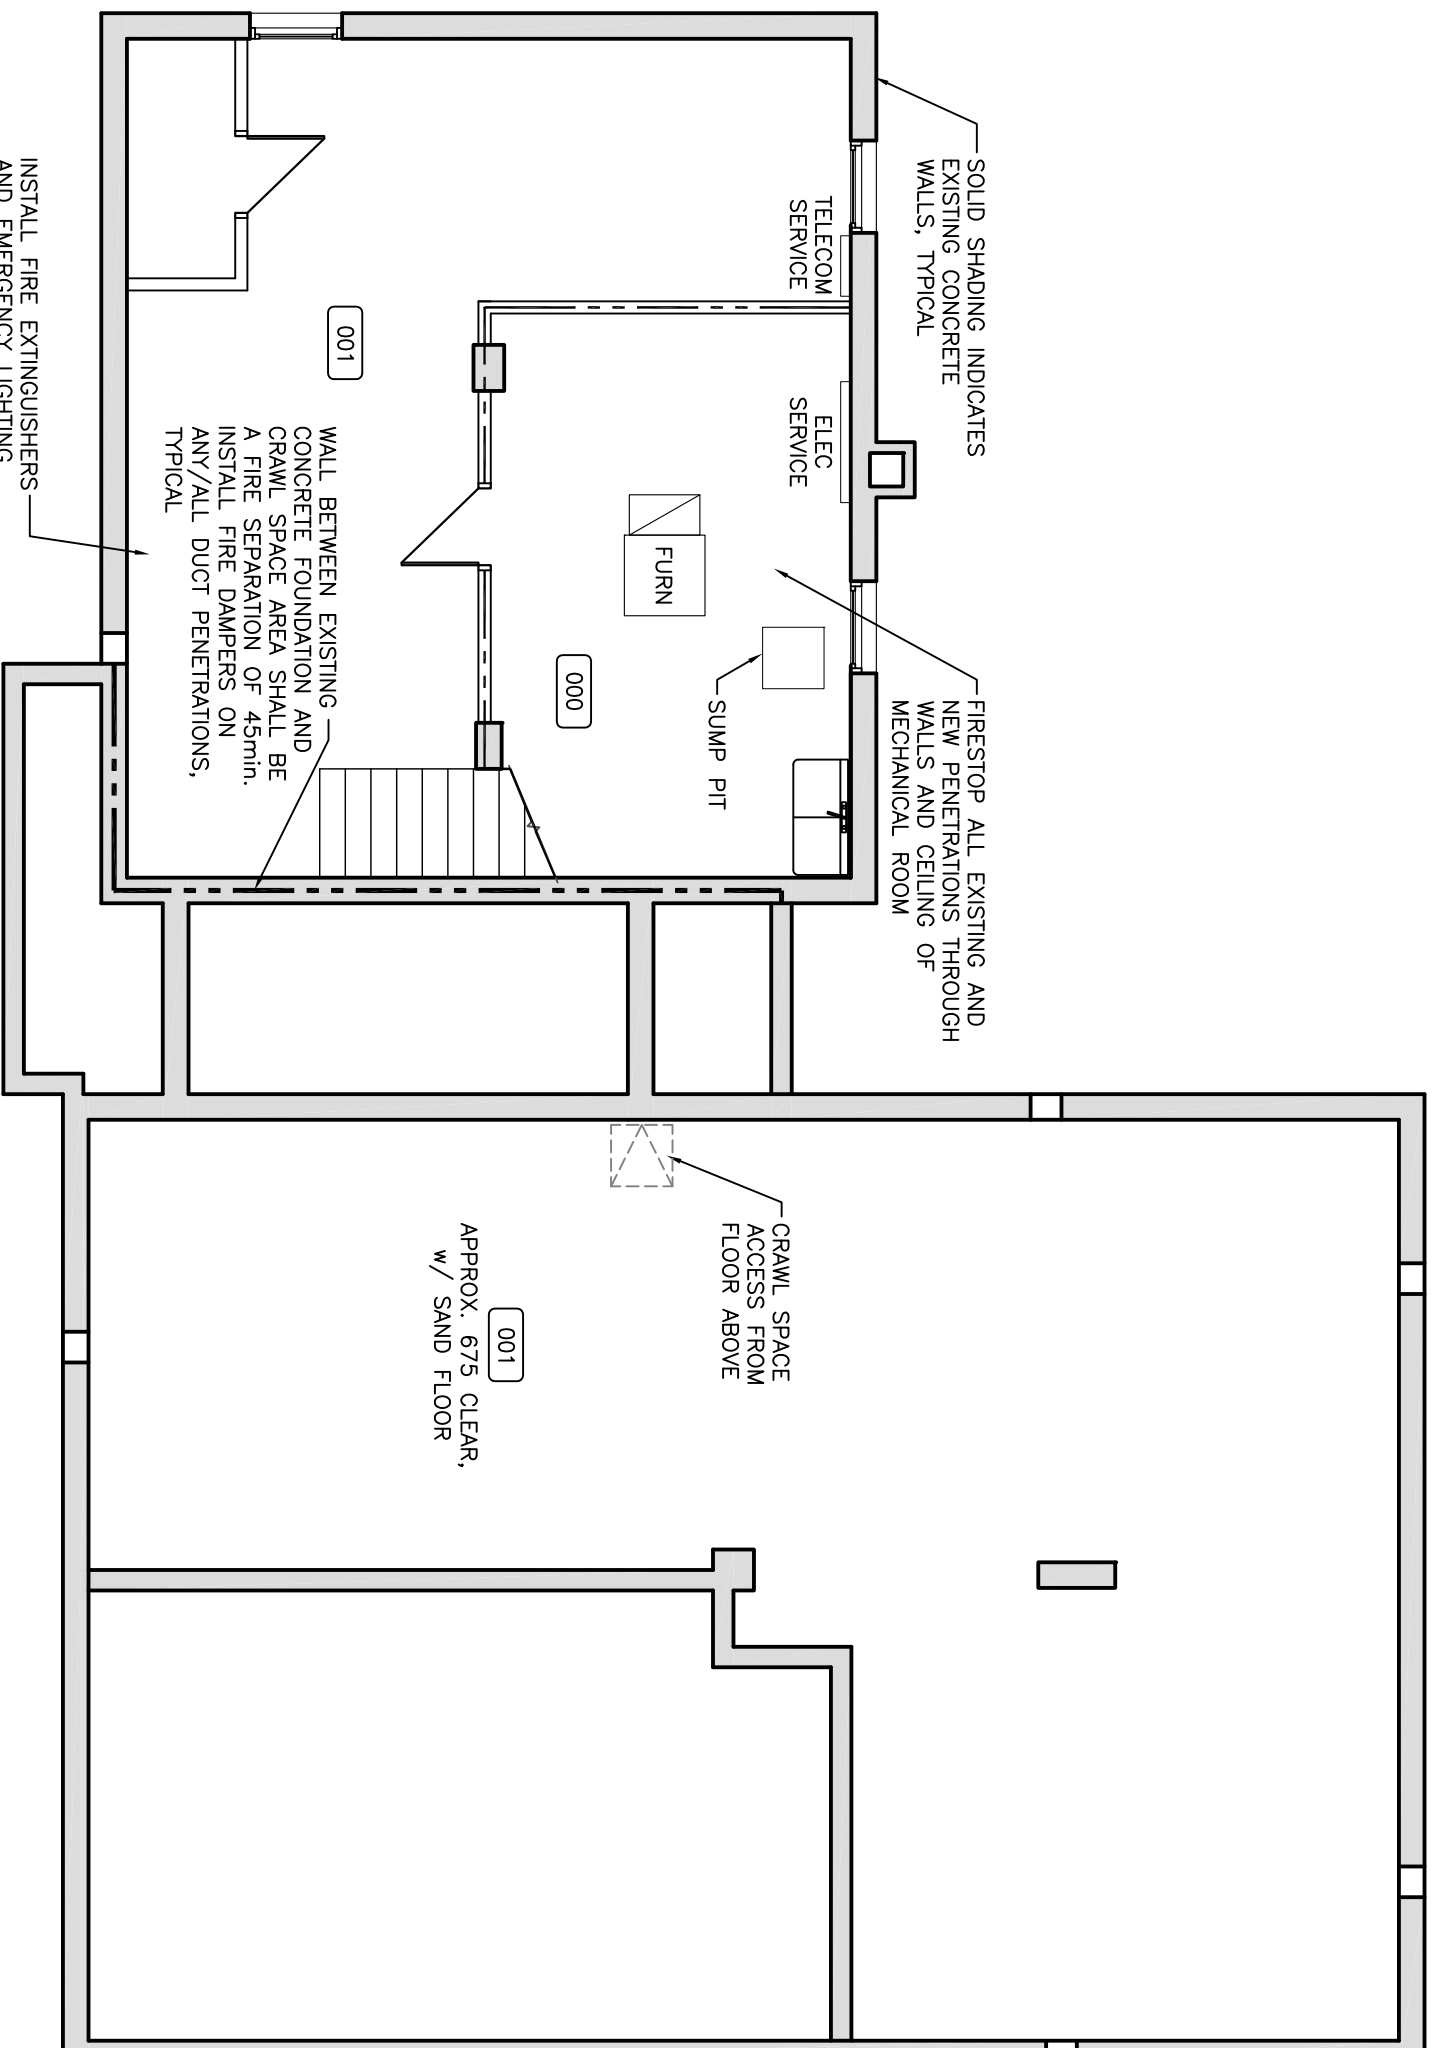 SOLID SHADING INDICATES
EXISTING CONCRETE
WALLS, TYPICAL
FIRESTOP ALL EXISTING AND
NEW PENETRATIONS THROUGH
WALLS AND CEILING OF
MECHANICAL ROOM
TELECOM
SERVICE
ELEC
SERVICE
FURN
SUMP PIT
000
001
WALL BETWEEN EXISTING
CONCRETE FOUNDATION AND
CRAWL SPACE AREA SHALL BE
A FIRE SEPARATION OF 45min.
INSTALL FIRE DAMPERS ON
ANY/ALL DUCT PENETRATIONS,
TYPICAL
INSTALL FIRE EXTINGUISHERS
AND EMERGENCY LIGHTING
CRAWL SPACE
ACCESS FROM
FLOOR ABOVE
001
APPROX. 675 CLEAR,
w/ SAND FLOOR